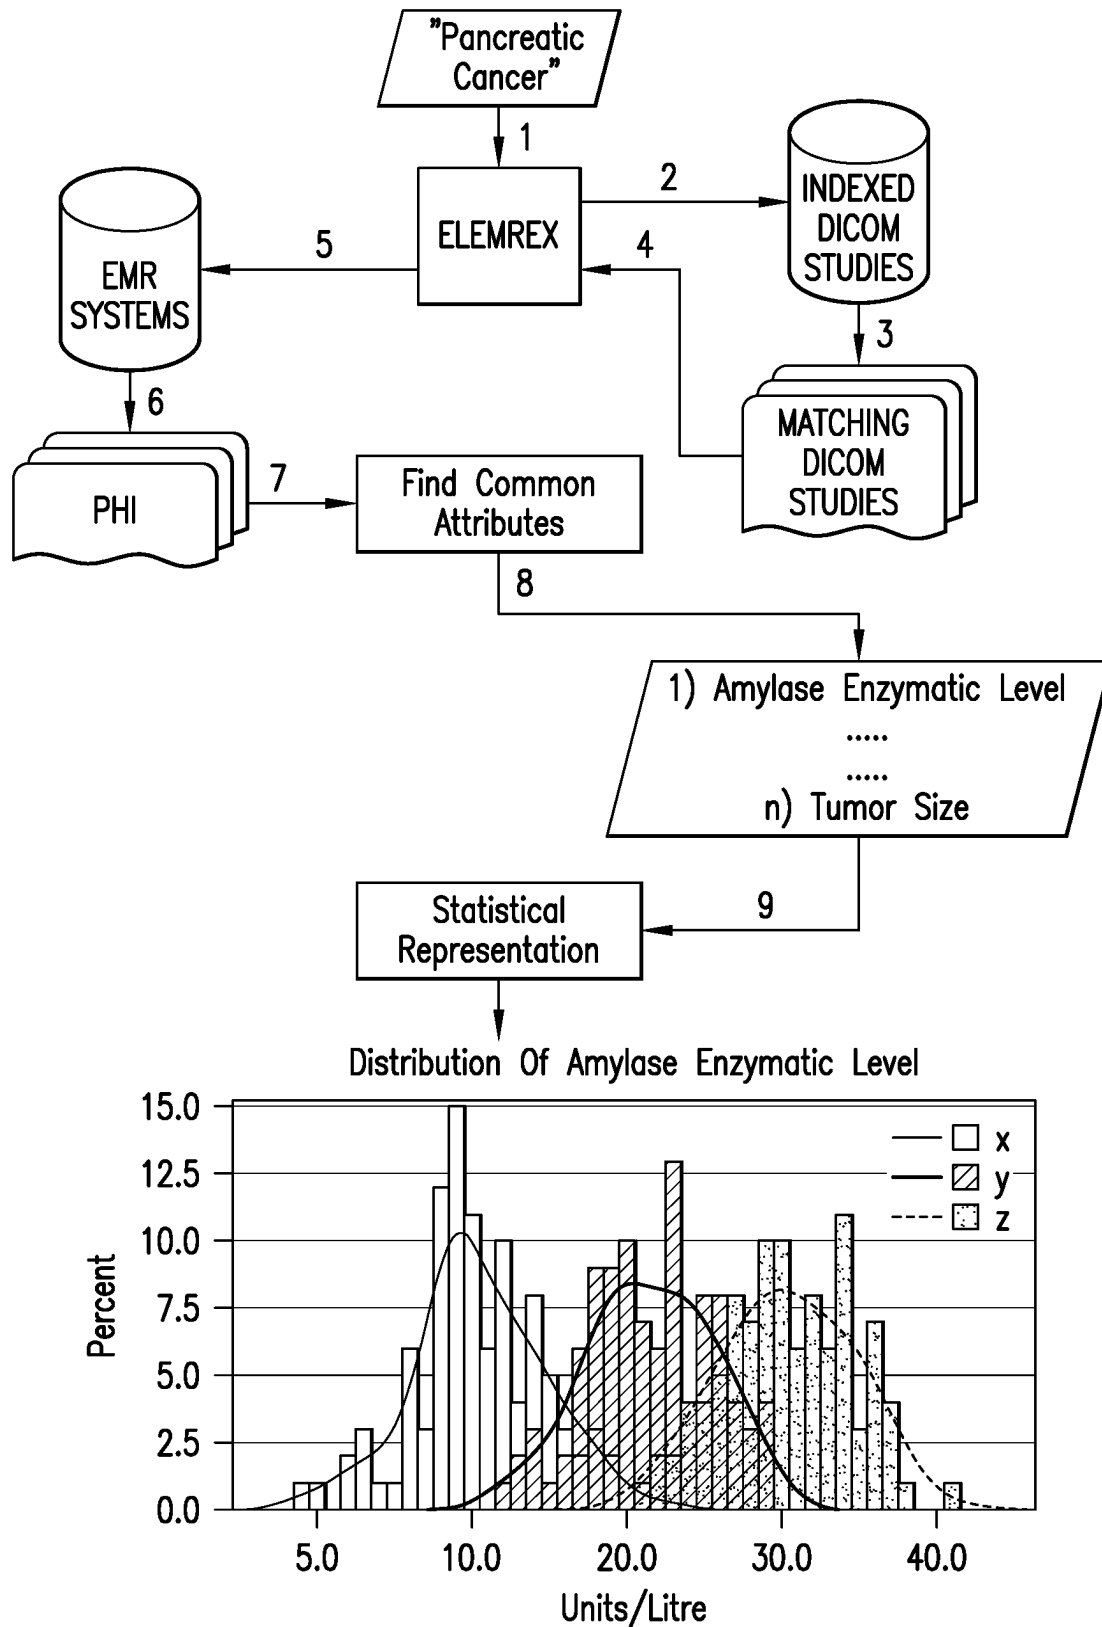 "Pancreatic
Cancer"
1
2
INDEXED
DICOM
STUDIES
ELEMREX
4
5
EMR
SYSTEMS
3
6
MATCHING
DICOM
STUDIES
PHI
7
Find Common
Attributes
8
1) Amylase Enzymatic Level
.....
.....
n) Tumor Size
9
Statistical
Representation
Distribution Of Amylase Enzymatic Level
15.0
12.5
10.0
7.5
5.0
2.5
0.0
Percent
x
y
z
5.0 10.0 20.0 30.0 40.0
Units/Litre